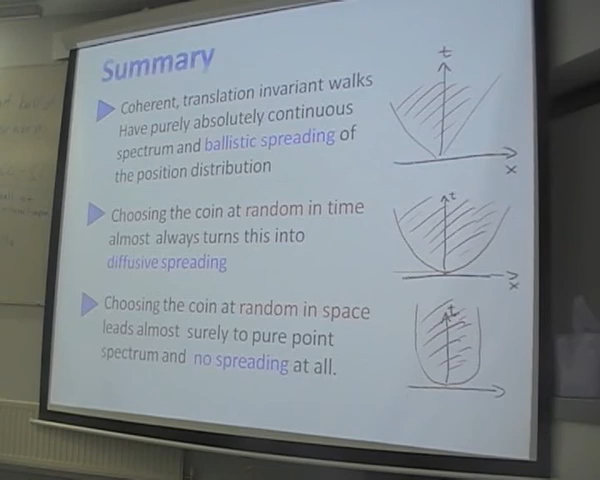 Summary
Coherent, translation invariant walks
Have purely absolutely continuous
spectrum and ballistic spreading of
the position distribution
t
x
Choosing the coin at random in time
almost always turns this into
diffusive spreading
t
x
Choosing the coin at random in space
leads almost surely to pure point
spectrum and no spreading at all.
t